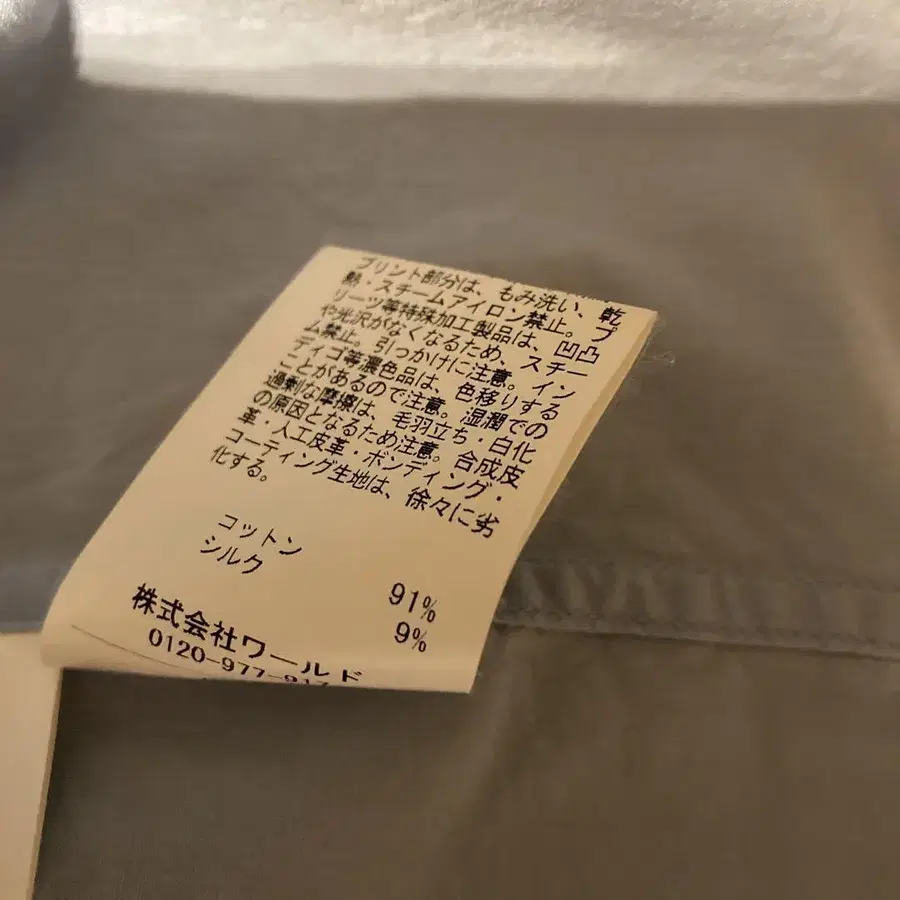 プリント部分は、もみ洗い、乾
熱・スチームアイロン禁止。プ
リーツ等特殊加工製品は、凹凸
や光沢がなくなるため、スチー
ム禁止。引っかけに注意。イン
ディゴ等濃色品は、色移りする
ことがあるので注意。湿潤での
過剰な摩擦は、毛羽立ち・白化
の原因となるため注意。合成皮
革・人工皮革・ボンディング・
コーティング生地は、徐々に劣
化する。
コットン 91%
シルク 9%
株式会社ワールド
0120-977-